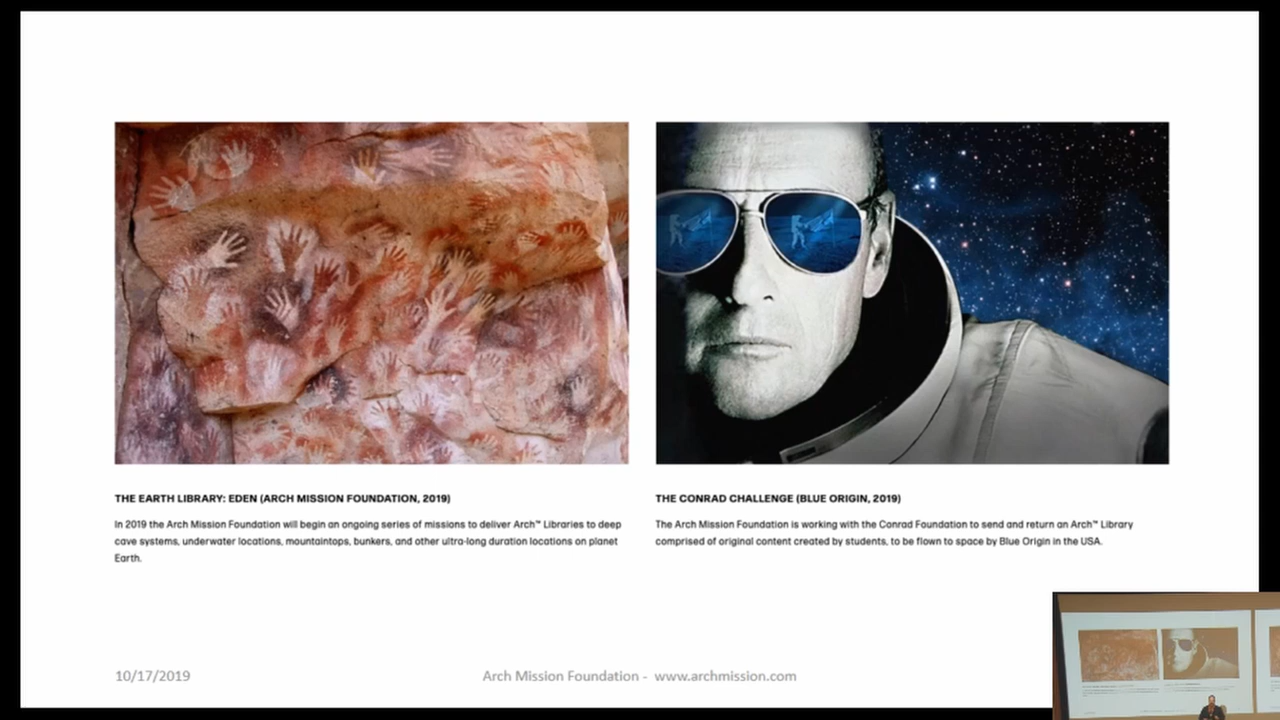 THE EARTH LIBRARY: EDEN (ARCH MISSION FOUNDATION, 2019)
In 2019 the Arch Mission Foundation will begin an ongoing series of missions to deliver Arch™ Libraries to deep
cave systems, underwater locations, mountaintops, bunkers, and other ultra-long duration locations on planet
Earth.
THE CONRAD CHALLENGE (BLUE ORIGIN, 2019)
The Arch Mission Foundation is working with the Conrad Foundation to send and return an Arch™ Library
comprised of original content created by students, to be flown to space by Blue Origin in the USA.
10/17/2019
Arch Mission Foundation - www.archmission.com